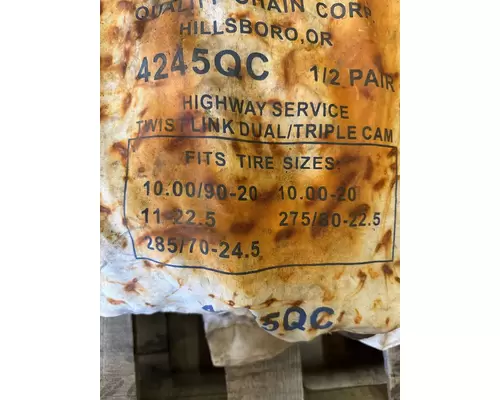 QUALITY CHAIN CORP.
HILLSBORO, OR
4245QC 1/2 PAIR
HIGHWAY SERVICE
TWIST LINK DUAL/TRIPLE CAM
FITS TIRE SIZES:
10.00/90-20 10.00-20
11-22.5 275/80-22.5
285/70-24.5
5QC